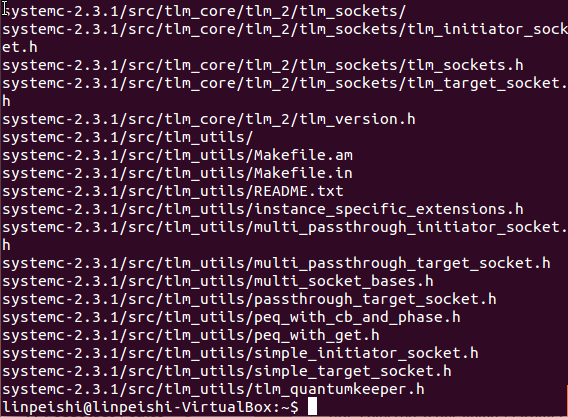 systemc-2.3.1/src/tlm_core/tlm_2/tlm_sockets/
systemc-2.3.1/src/tlm_core/tlm_2/tlm_sockets/tlm_initiator_sock
et.h
systemc-2.3.1/src/tlm_core/tlm_2/tlm_sockets/tlm_sockets.h
systemc-2.3.1/src/tlm_core/tlm_2/tlm_sockets/tlm_target_socket.
h
systemc-2.3.1/src/tlm_core/tlm_2/tlm_version.h
systemc-2.3.1/src/tlm_utils/
systemc-2.3.1/src/tlm_utils/Makefile.am
systemc-2.3.1/src/tlm_utils/Makefile.in
systemc-2.3.1/src/tlm_utils/README.txt
systemc-2.3.1/src/tlm_utils/instance_specific_extensions.h
systemc-2.3.1/src/tlm_utils/multi_passthrough_initiator_socket.
h
systemc-2.3.1/src/tlm_utils/multi_passthrough_target_socket.h
systemc-2.3.1/src/tlm_utils/multi_socket_bases.h
systemc-2.3.1/src/tlm_utils/passthrough_target_socket.h
systemc-2.3.1/src/tlm_utils/peq_with_cb_and_phase.h
systemc-2.3.1/src/tlm_utils/peq_with_get.h
systemc-2.3.1/src/tlm_utils/simple_initiator_socket.h
systemc-2.3.1/src/tlm_utils/simple_target_socket.h
systemc-2.3.1/src/tlm_utils/tlm_quantumkeeper.h
linpeishi@linpeishi-VirtualBox:~$